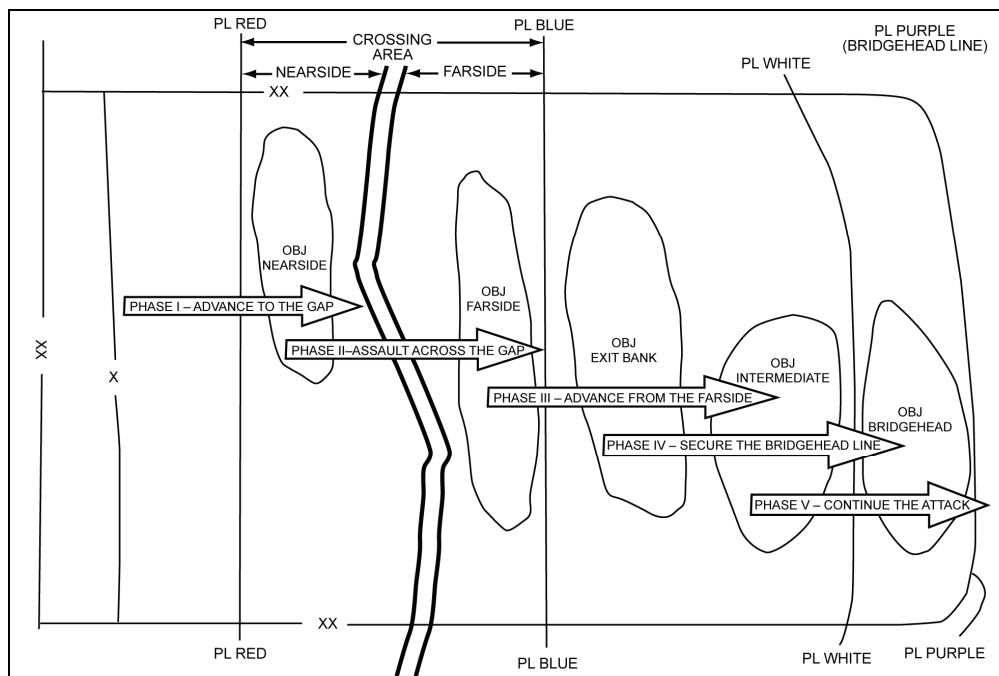 PL RED
PL BLUE
PL PURPLE
(BRIDGEHEAD LINE)
CROSSING
AREA
PL WHITE
NEARSIDE
FARSIDE
XX
OBJ
NEARSIDE
OBJ
FARSIDE
PHASE I – ADVANCE TO THE GAP
XX
X
PHASE II–ASSAULT ACROSS THE GAP
OBJ
EXIT BANK
OBJ
INTERMEDIATE
PHASE III – ADVANCE FROM THE FARSIDE
OBJ
BRIDGEHEAD
PHASE IV – SECURE THE BRIDGEHEAD LINE
PHASE V – CONTINUE THE ATTACK
XX
PL RED
PL BLUE
PL WHITE
PL PURPLE